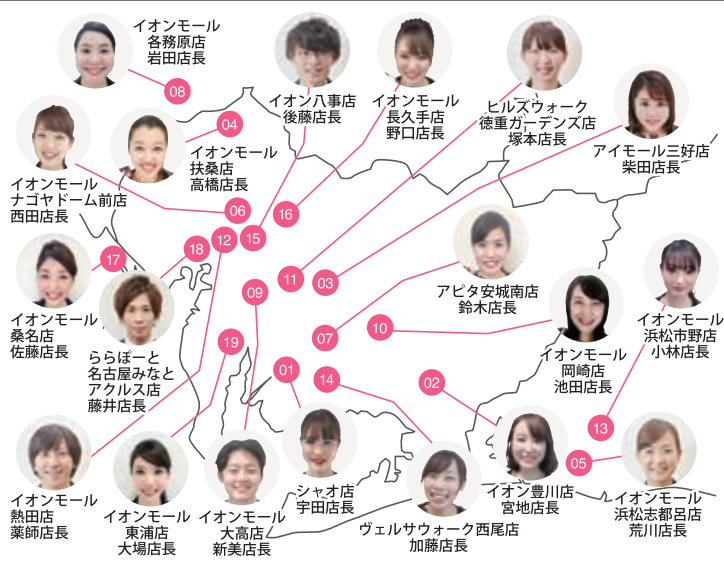 イオンモール
各務原店
岩田店長
08
イオン八事店
後藤店長
イオンモール
長久手店
野口店長
ヒルズウォーク
徳重ガーデンズ店
塚本店長
アイモール三好店
柴田店長
04
イオンモール
扶桑店
高橋店長
イオンモール
ナゴヤドーム前店
西田店長
06
16
12
15
18
17
11
03
09
アピタ安城南店
鈴木店長
イオンモール
桑名店
佐藤店長
ららぽーと
名古屋みなと
アクルス店
藤井店長
19
07
10
イオンモール
岡崎店
池田店長
イオンモール
浜松市野店
小林店長
01
14
02
13
05
イオンモール
熱田店
薬師店長
イオンモール
東浦店
大場店長
イオンモール
大高店
新美店長
シャオ店
宇田店長
ヴェルサウォーク西尾店
加藤店長
イオン豊川店
宮地店長
イオンモール
浜松志都呂店
荒川店長